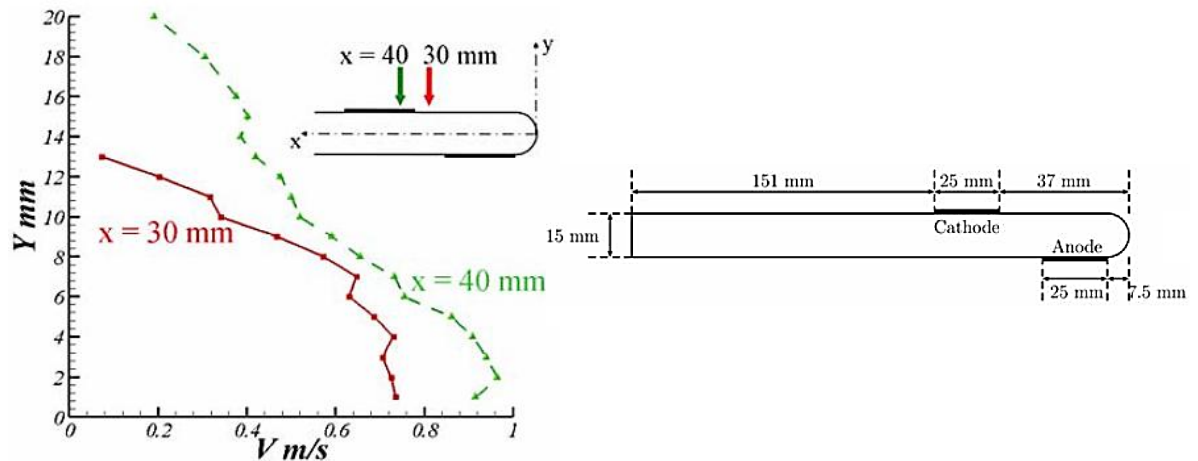 20
18
16
14
12
10
8
6
4
2
0
Y mm
0
0.2
0.4
0.6
0.8
1
V m/s
x = 30 mm
x = 40 mm
x = 40 30 mm
y
x
151 mm
25 mm
37 mm
15 mm
Cathode
Anode
25 mm
7.5 mm